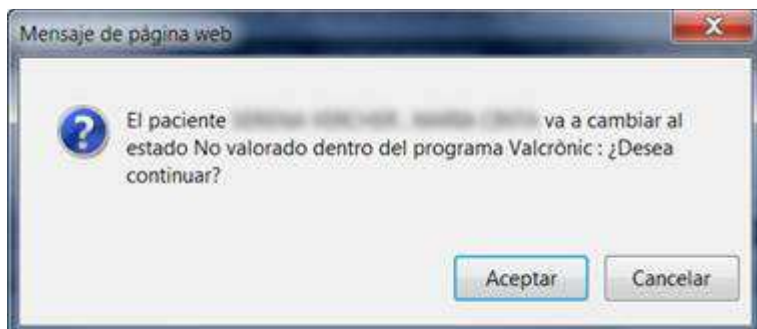 Mensaje de página web
El paciente va a cambiar al
estado No valorado dentro del programa Valcrònic : ¿Desea
continuar?
Aceptar Cancelar